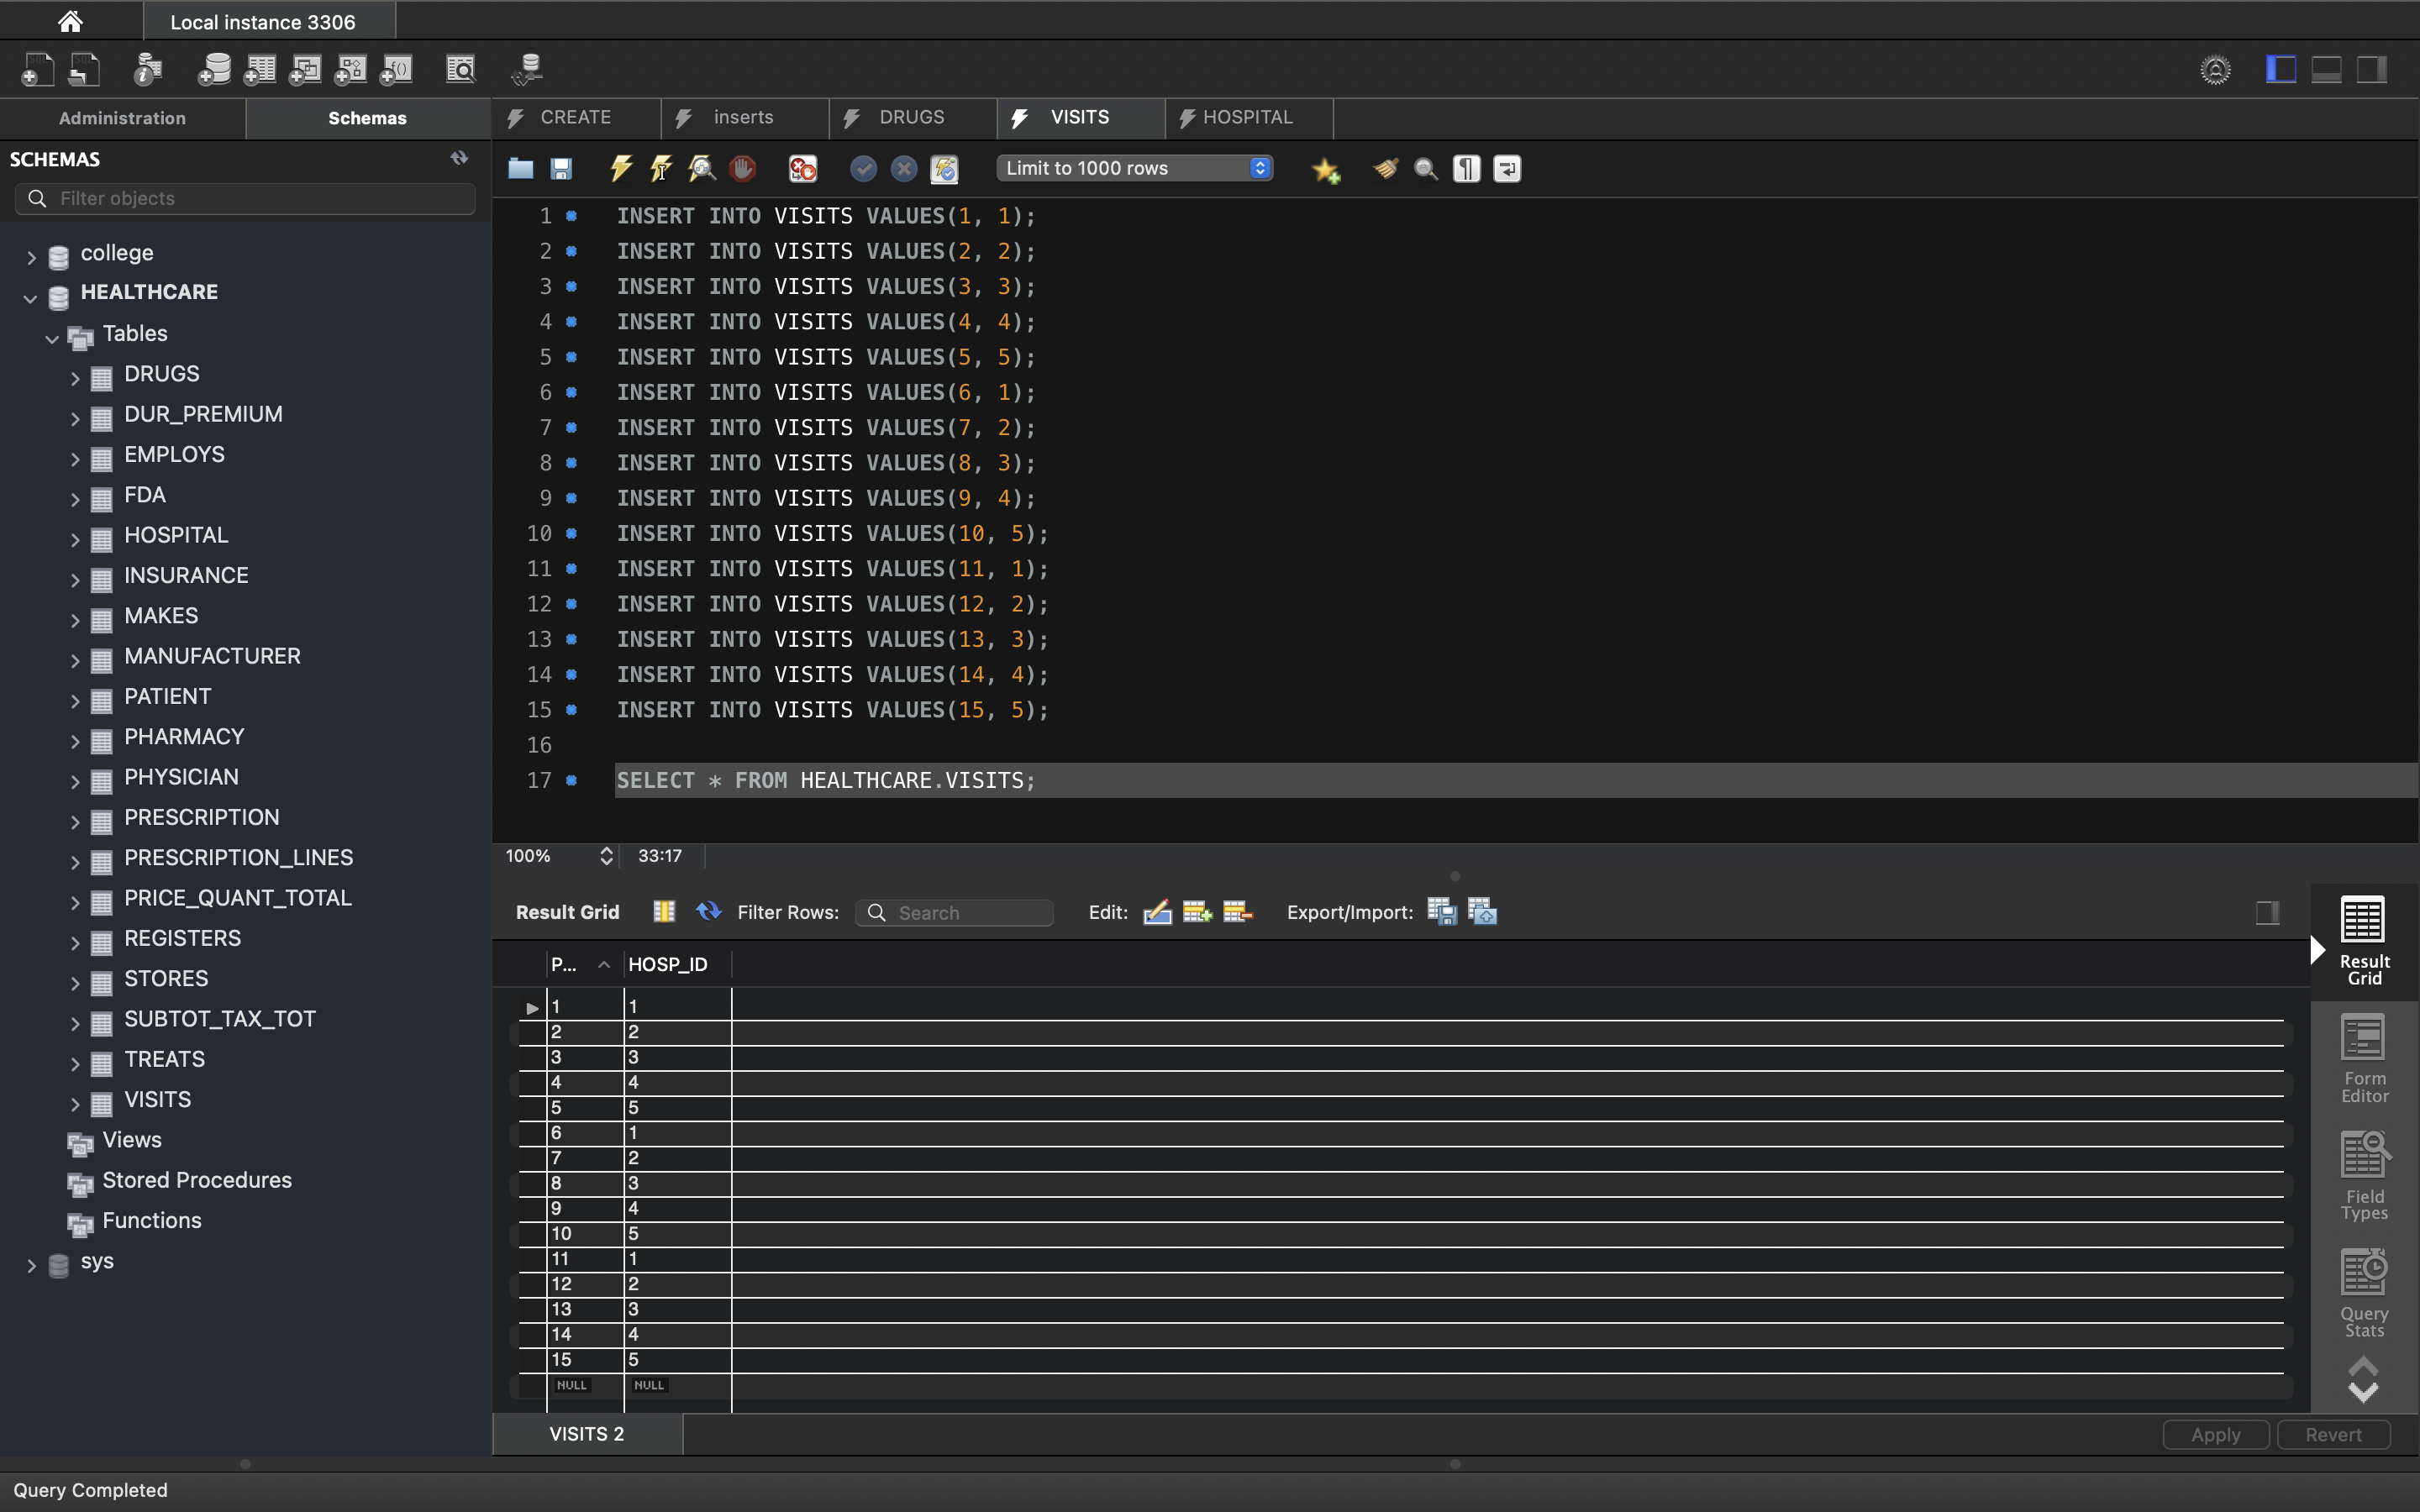 Local instance 3306
Administration
Schemas
CREATE
inserts
DRUGS
VISITS
HOSPITAL
SCHEMAS
Filter objects
college
HEALTHCARE
Tables
DRUGS
DUR_PREMIUM
EMPLOYS
FDA
HOSPITAL
INSURANCE
MAKES
MANUFACTURER
PATIENT
PHARMACY
PHYSICIAN
PRESCRIPTION
PRESCRIPTION_LINES
PRICE_QUANT_TOTAL
REGISTERS
STORES
SUBTOT_TAX_TOT
TREATS
VISITS
Views
Stored Procedures
Functions
sys
Limit to 1000 rows
1 INSERT INTO VISITS VALUES(1, 1);
2 INSERT INTO VISITS VALUES(2, 2);
3 INSERT INTO VISITS VALUES(3, 3);
4 INSERT INTO VISITS VALUES(4, 4);
5 INSERT INTO VISITS VALUES(5, 5);
6 INSERT INTO VISITS VALUES(6, 1);
7 INSERT INTO VISITS VALUES(7, 2);
8 INSERT INTO VISITS VALUES(8, 3);
9 INSERT INTO VISITS VALUES(9, 4);
10 INSERT INTO VISITS VALUES(10, 5);
11 INSERT INTO VISITS VALUES(11, 1);
12 INSERT INTO VISITS VALUES(12, 2);
13 INSERT INTO VISITS VALUES(13, 3);
14 INSERT INTO VISITS VALUES(14, 4);
15 INSERT INTO VISITS VALUES(15, 5);
16
17 SELECT * FROM HEALTHCARE.VISITS;
100% 33:17
Result Grid Filter Rows: Search Edit: Export/Import:
P... HOSP_ID
1 1
2 2
3 3
4 4
5 5
6 1
7 2
8 3
9 4
10 5
11 1
12 2
13 3
14 4
15 5
NULL NULL
Result
Grid
Form
Editor
Field
Types
Query
Stats
VISITS 2
Apply
Revert
Query Completed